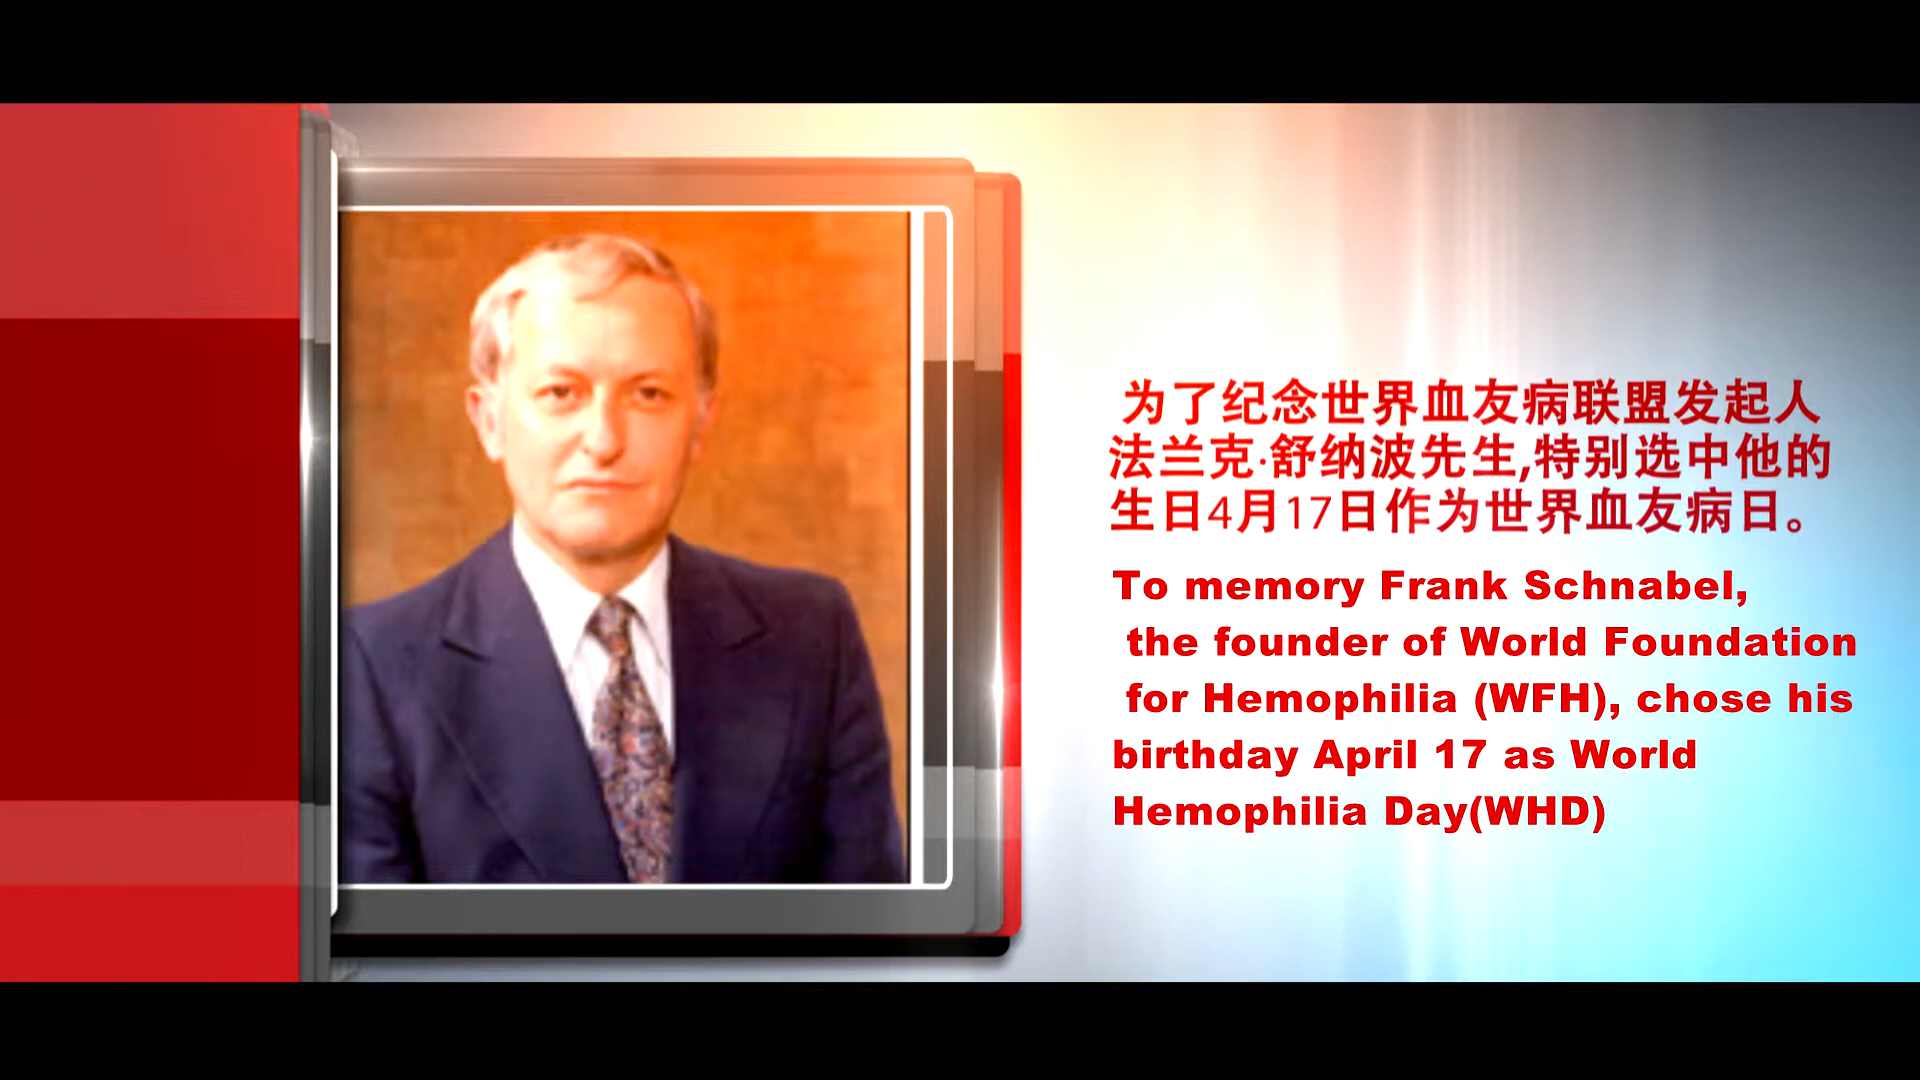 为了纪念世界血友病联盟发起人
法兰克·舒纳波先生,特别选中他的
生日4月17日作为世界血友病日。
To memory Frank Schnabel,
the founder of World Foundation
for Hemophilia (WFH), chose his
birthday April 17 as World
Hemophilia Day(WHD)